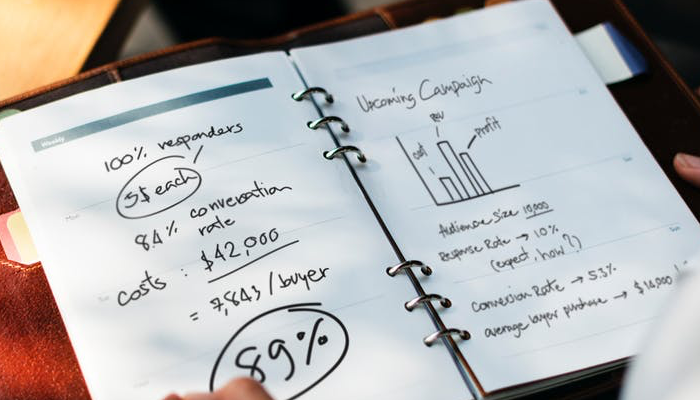 Weekly
100% responders
5$ each
84% conversation
rate
costs : $42,000
= 7,843 /buyer
89%
Upcoming Campaign
cost
rev
profit
Audience size 10,000
Response Rate → 10%
(expect. how?)
Conversion Rate → 53%
average buyer purchase → $14,000